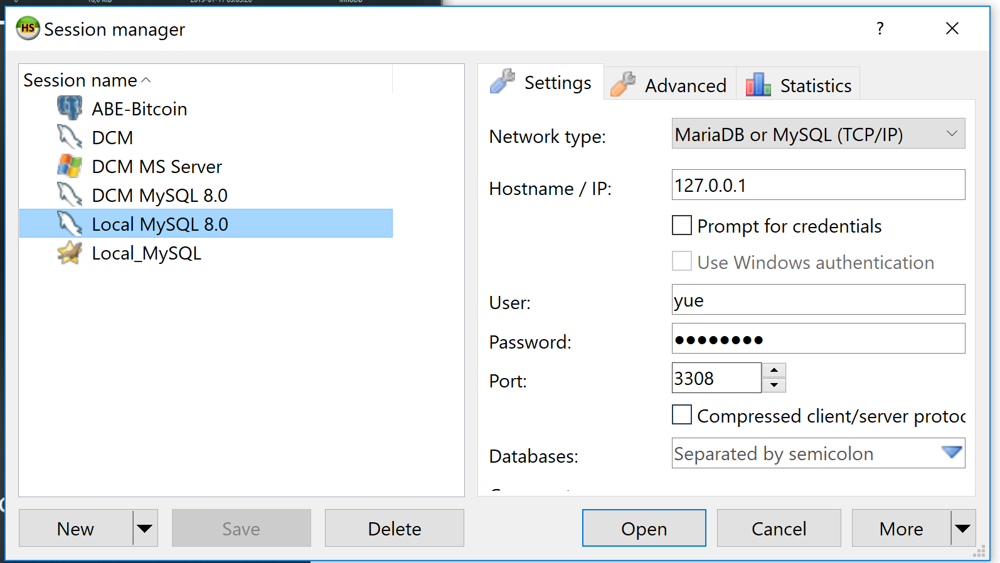 HS Session manager ?
Session name
ABE-Bitcoin
DCM
DCM MS Server
DCM MySQL 8.0
Local MySQL 8.0
Local_MySQL
Settings Advanced Statistics
Network type: MariaDB or MySQL (TCP/IP)
Hostname / IP: 127.0.0.1
Prompt for credentials
Use Windows authentication
User: yue
Password: ●●●●●●●●
Port: 3308
Compressed client/server protoc
Databases: Separated by semicolon
New Save Delete Open Cancel More